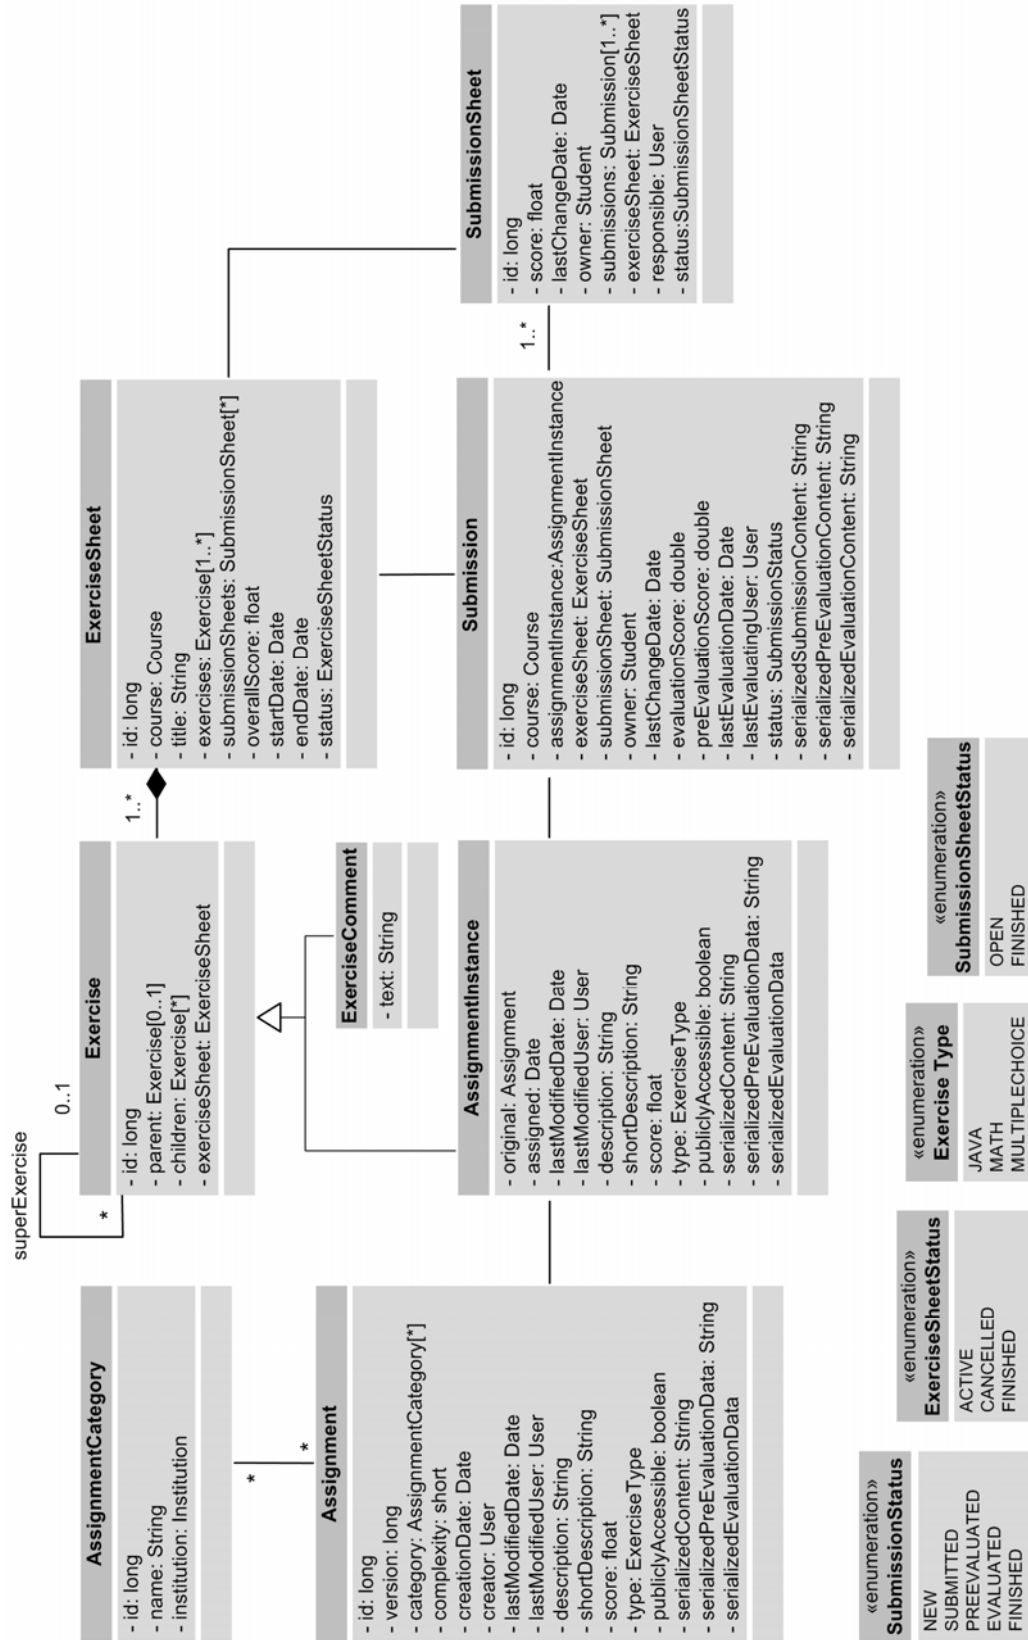 superExercise
0..1
*
1..*
AssignmentCategory
- id: long
- name: String
- institution: Institution
Exercise
- id: long
- parent: Exercise[0..1]
- children: Exercise[*]
- exerciseSheet: ExerciseSheet
ExerciseSheet
- id: long
- course: Course
- title: String
- exercises: Exercise[1..*]
- submissionSheets: SubmissionSheet[*]
- overallScore: float
- startDate: Date
- endDate: Date
- status: ExerciseSheetStatus
ExerciseComment
- text: String
*
*
Assignment
- id: long
- version: long
- category: AssignmentCategory[*]
- complexity: short
- creationDate: Date
- creator: User
- lastModifiedDate: Date
- lastModifiedUser: User
- description: String
- shortDescription: String
- score: float
- type: ExerciseType
- publiclyAccessible: boolean
- serializedContent: String
- serializedPreEvaluationData: String
- serializedEvaluationData
AssignmentInstance
- original: Assignment
- assigned: Date
- lastModifiedDate: Date
- lastModifiedUser: User
- description: String
- shortDescription: String
- score: float
- type: ExerciseType
- publiclyAccessible: boolean
- serializedContent: String
- serializedPreEvaluationData: String
- serializedEvaluationData
Submission
- id: long
- course: Course
- assignmentInstance:AssignmentInstance
- exerciseSheet: ExerciseSheet
- submissionSheet: SubmissionSheet
- owner: Student
- lastChangeDate: Date
- evaluationScore: double
- preEvaluationScore: double
- lastEvaluationDate: Date
- lastEvaluatingUser: User
- status: SubmissionStatus
- serializedSubmissionContent: String
- serializedPreEvaluationContent: String
- serializedEvaluationContent: String
1..*
SubmissionSheet
- id: long
- score: float
- lastChangeDate: Date
- owner: Student
- submissions: Submission[1..*]
- exerciseSheet: ExerciseSheet
- responsible: User
- status:SubmissionSheetStatus
«enumeration»
SubmissionStatus
NEW
SUBMITTED
PREEVALUATED
EVALUATED
FINISHED
«enumeration»
ExerciseSheetStatus
ACTIVE
CANCELLED
FINISHED
«enumeration»
Exercise Type
JAVA
MATH
MULTIPLECHOICE
«enumeration»
SubmissionSheetStatus
OPEN
FINISHED